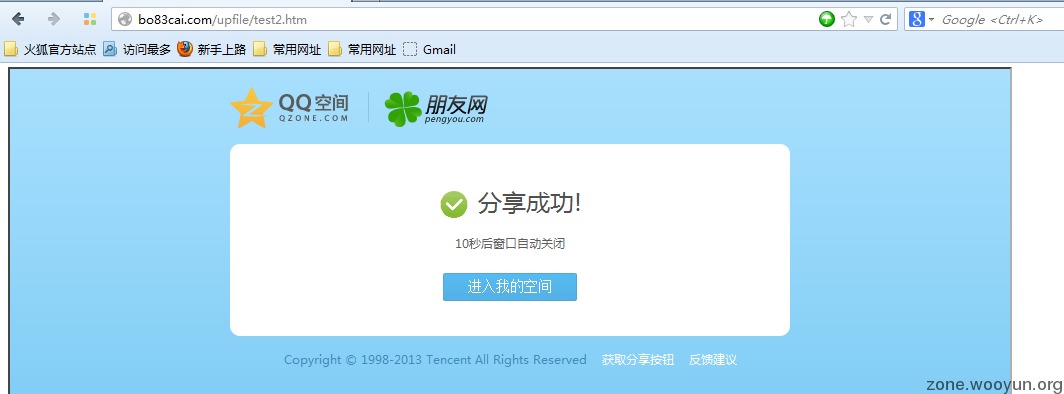 bo83cai.com/upfile/test2.htm
Google <Ctrl+K>
火狐官方站点 访问最多 新手上路 常用网址 常用网址 Gmail
QQ空间 朋友网
QZONE.COM pengyou.com
分享成功!
10秒后窗口自动关闭
进入我的空间
Copyright © 1998-2013 Tencent All Rights Reserved 获取分享按钮 反馈建议
zone.wooyun.org